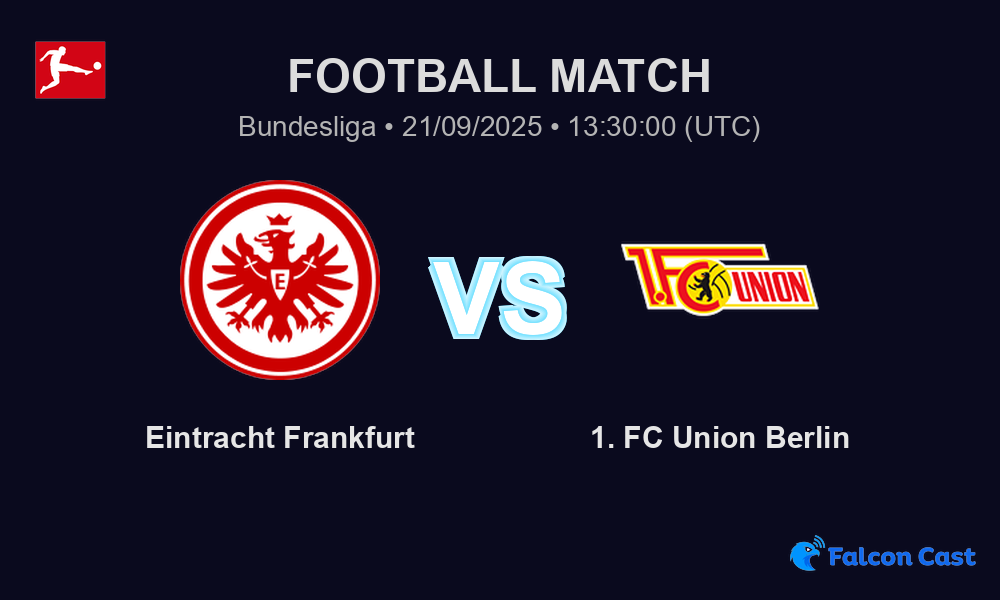 FOOTBALL MATCH
Bundesliga • 21/09/2025 • 13:30:00 (UTC)
E
VS
1.FC UNION
Eintracht Frankfurt
1. FC Union Berlin
Falcon Cast